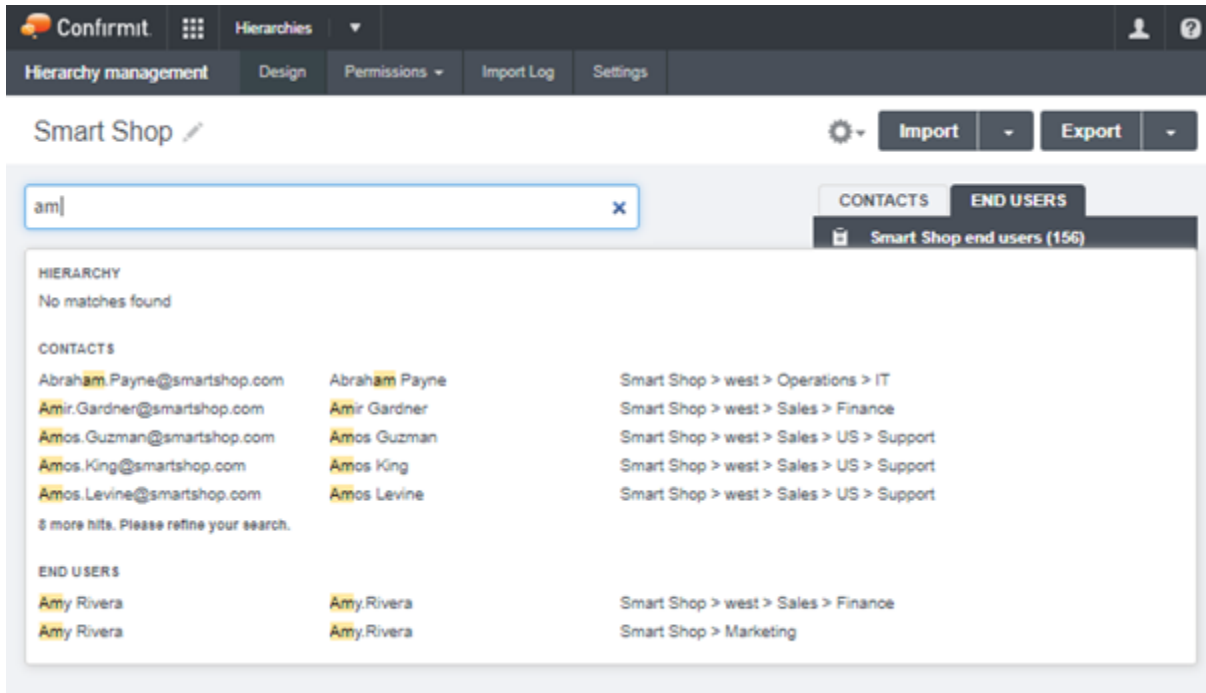 Confirmit. Hierarchies
Hierarchy management Design Permissions Import Log Settings
Smart Shop Import Export
am CONTACTS END USERS
Smart Shop end users (156)
HIERARCHY
No matches found
CONTACTS
Abraham.Payne@smartshop.com Abraham Payne Smart Shop > west > Operations > IT
Amir.Gardner@smartshop.com Amir Gardner Smart Shop > west > Sales > Finance
Amos.Guzman@smartshop.com Amos Guzman Smart Shop > west > Sales > US > Support
Amos.King@smartshop.com Amos King Smart Shop > west > Sales > US > Support
Amos.Levine@smartshop.com Amos Levine Smart Shop > west > Sales > US > Support
8 more hits. Please refine your search.
END USERS
Amy Rivera Amy.Rivera Smart Shop > west > Sales > Finance
Amy Rivera Amy.Rivera Smart Shop > Marketing